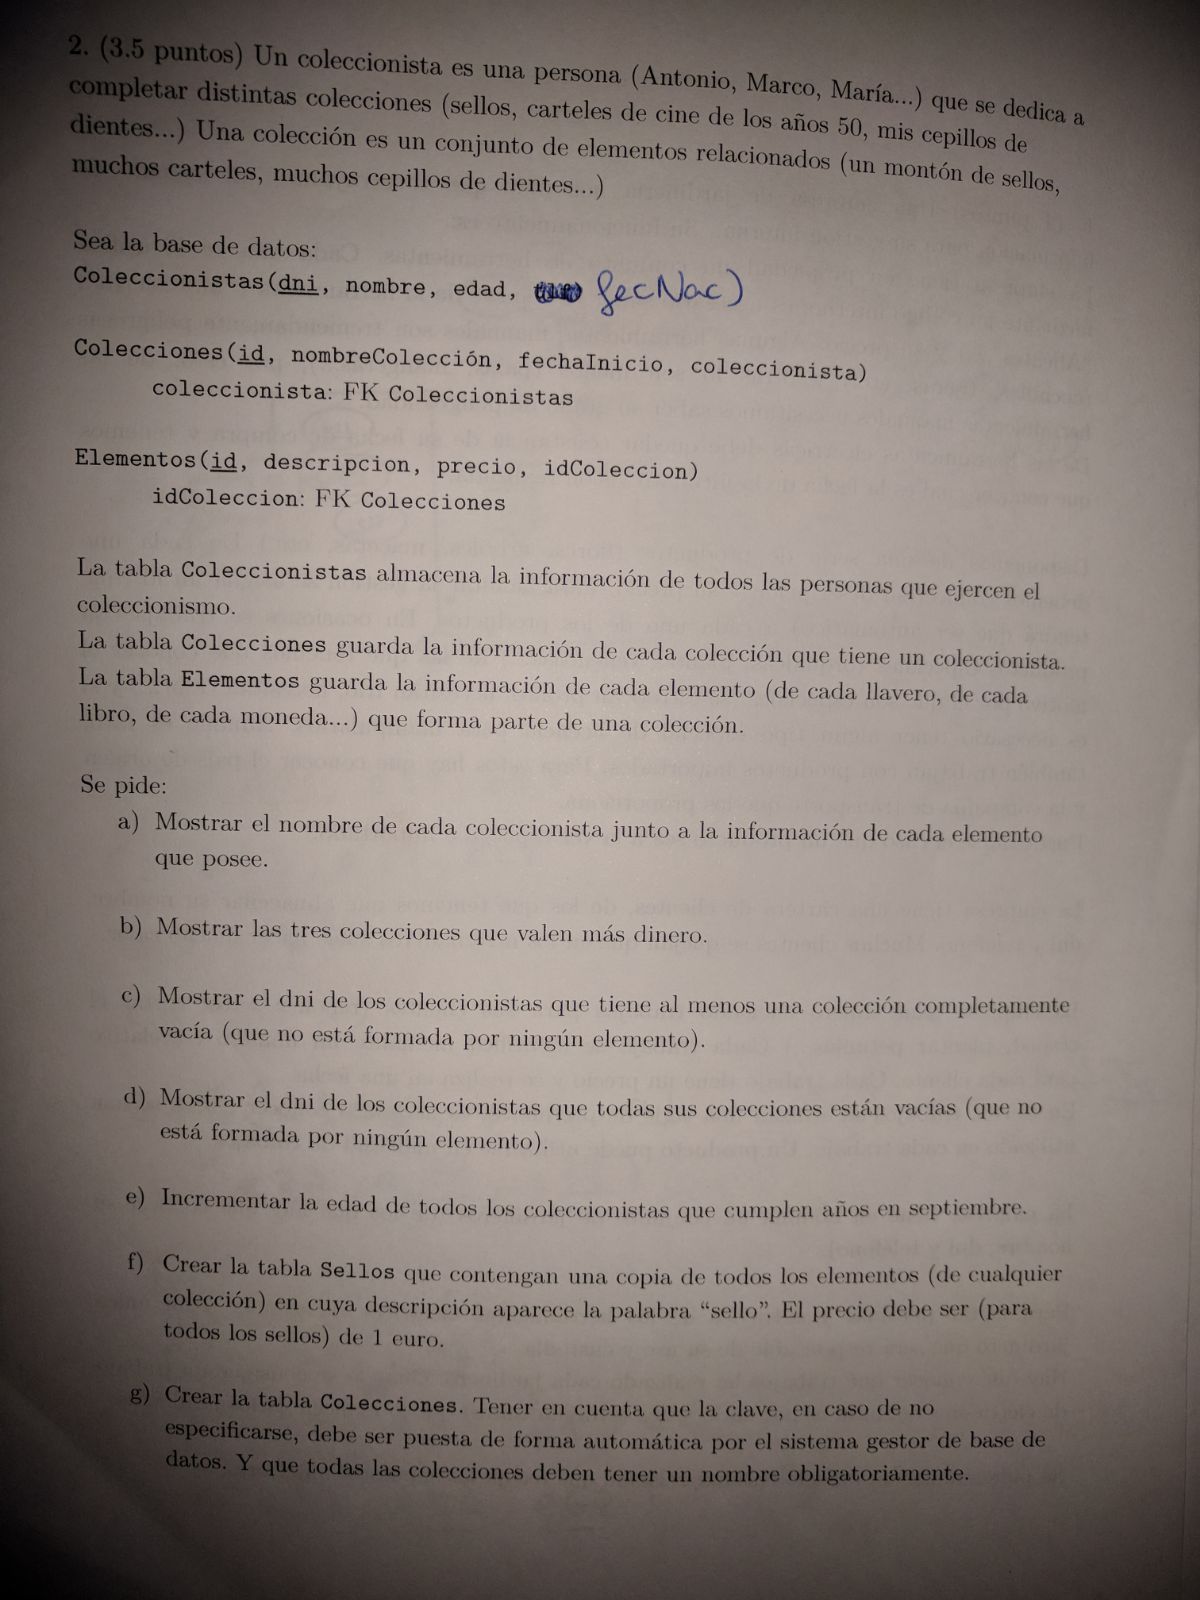 2. (3.5 puntos) Un coleccionista es una persona (Antonio, Marco, María...) que se dedica a
completar distintas colecciones (sellos, carteles de cine de los años 50, mis cepillos de
dientes...) Una colección es un conjunto de elementos relacionados (un montón de sellos,
muchos carteles, muchos cepillos de dientes...)
Sea la base de datos:
Coleccionistas(dni, nombre, edad, fecNac)
Colecciones(id, nombreColección, fechaInicio, coleccionista)
coleccionista: FK Coleccionistas
Elementos(id, descripcion, precio, idColeccion)
idColeccion: FK Colecciones
La tabla Coleccionistas almacena la información de todos las personas que ejercen el
coleccionismo.
La tabla Colecciones guarda la información de cada colección que tiene un coleccionista.
La tabla Elementos guarda la información de cada elemento (de cada llavero, de cada
libro, de cada moneda...) que forma parte de una colección.
Se pide:
a) Mostrar el nombre de cada coleccionista junto a la información de cada elemento
que posee.
b) Mostrar las tres colecciones que valen más dinero.
c) Mostrar el dni de los coleccionistas que tiene al menos una colección completamente
vacía (que no está formada por ningún elemento).
d) Mostrar el dni de los coleccionistas que todas sus colecciones están vacías (que no
está formada por ningún elemento).
e) Incrementar la edad de todos los coleccionistas que cumplen años en septiembre.
f) Crear la tabla Sellos que contengan una copia de todos los elementos (de cualquier
colección) en cuya descripción aparece la palabra “sello”. El precio debe ser (para
todos los sellos) de 1 euro.
g) Crear la tabla Colecciones. Tener en cuenta que la clave, en caso de no
especificarse, debe ser puesta de forma automática por el sistema gestor de base de
datos. Y que todas las colecciones deben tener un nombre obligatoriamente.